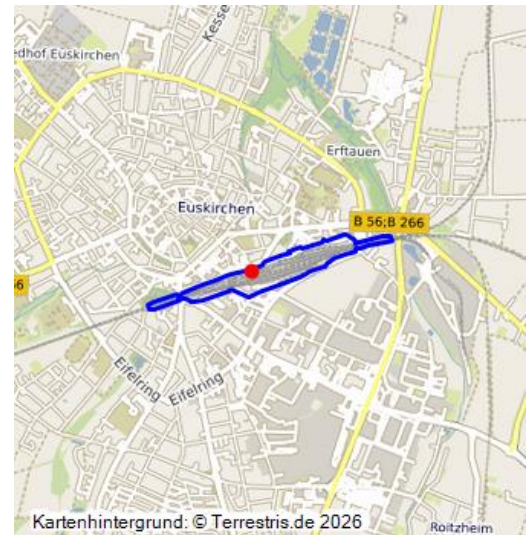 edhof Euskirchen
Kesse
Erftauen
Euskirchen
B 56;B 266
56
Eifelring
Eifelring
Kartenhintergrund: © Terrestris.de 2026
Roitzheim